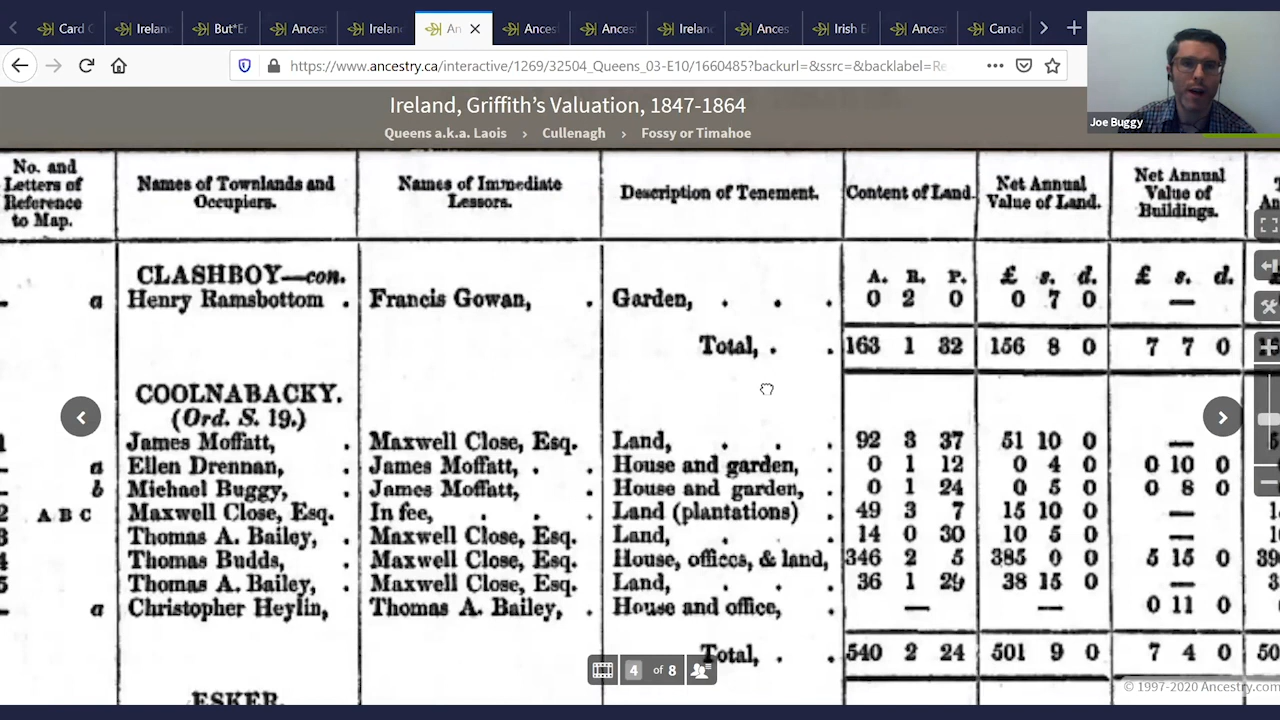 Card C
Irelanc
But*E
Ancest
Irelanc
An
Ances
Ancest
Irelanc
Ances
Irish E
Ancest
Canad
https://www.ancestry.ca/interactive/1269/32504_Queens_03-E10/1660485?backurl=&ssrc=&backlabel=Re
Joe Buggy
Ireland, Griffith's Valuation, 1847-1864
Queens a.k.a. Laois › Cullenagh › Fossy or Timahoe
No. and Letters of Reference to Map. Names of Townlands and Occupiers. Names of Immediate Lessors. Description of Tenement. Content of Land. Net Annual Value of Land. Net Annual Value of Buildings.
CLASHBOY—con. A. R. P. £ s. d. £ s. d.
a Henry Ramsbottom . Francis Gowan, . Garden, . . . 0 2 0 0 7 0 —
Total, . . 163 1 32 156 8 0 7 7 0
COOLNABACKY.
(Ord. S. 19.)
1 James Moffatt, . Maxwell Close, Esq. Land, . . . 92 3 37 51 10 0 —
– a Ellen Drennan, . James Moffatt, . . House and garden, . 0 1 12 0 4 0 0 10 0
– b Michael Buggy, . James Moffatt, . House and garden, . 0 1 24 0 5 0 0 8 0
2 A B C Maxwell Close, Esq. In fee, . . . Land (plantations) . 49 3 7 15 10 0 —
3 Thomas A. Bailey, . Maxwell Close, Esq. Land, . . . 14 0 30 10 5 0 —
4 Thomas Budds, . Maxwell Close, Esq. House, offices, & land, 346 2 5 385 0 0 5 15 0 39
5 Thomas A. Bailey, . Maxwell Close, Esq. Land, . . . 36 1 29 38 15 0 —
– a Christopher Heylin, Thomas A. Bailey, . House and office, . — — 0 11 0
Total, . . 540 2 24 501 9 0 7 4 0 50
ESKER.
4 of 8
© 1997-2020 Ancestry.com